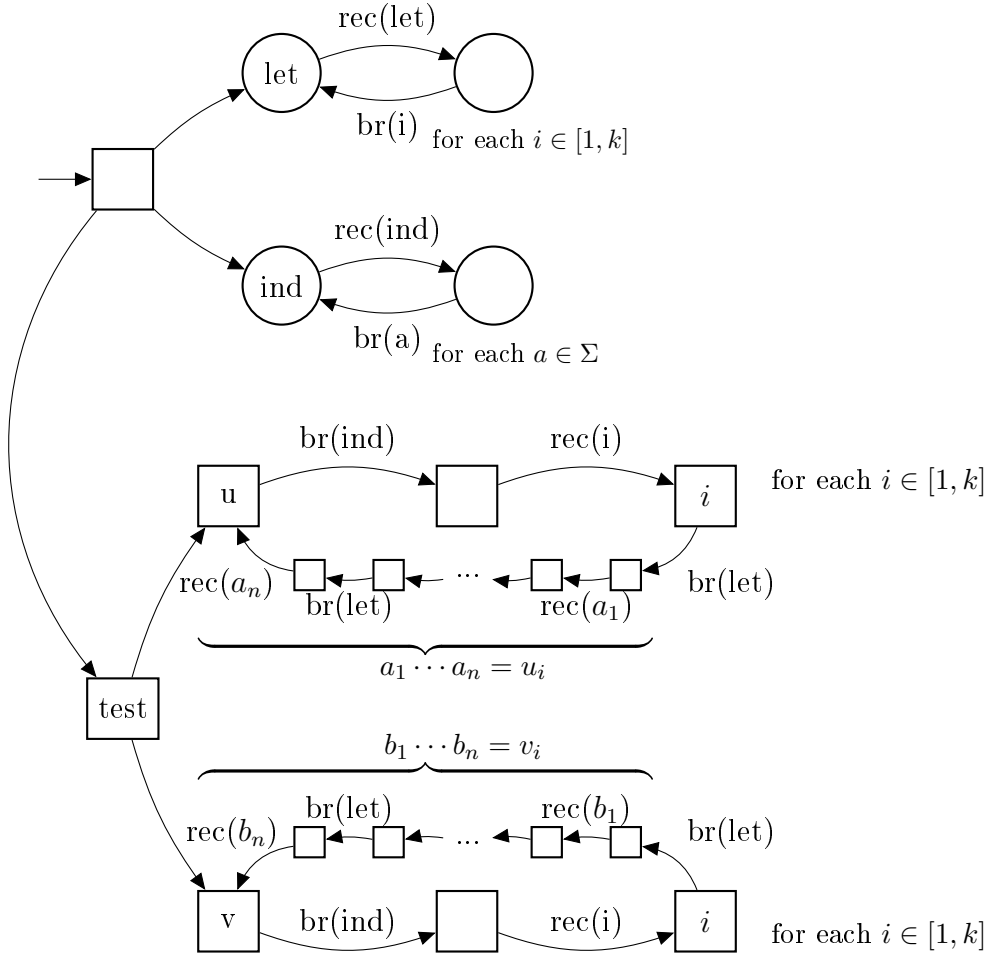 rec(let)
let
br(i)
for each i ∈ [1, k]
rec(ind)
ind
br(a)
for each a ∈ Σ
br(ind)
rec(i)
u
i
for each i ∈ [1, k]
rec(aₙ)
br(let)
...
rec(a₁)
br(let)
a₁ ⋯ aₙ = uᵢ
test
b₁ ⋯ bₙ = vᵢ
rec(bₙ)
br(let)
...
rec(b₁)
br(let)
v
br(ind)
rec(i)
i
for each i ∈ [1, k]